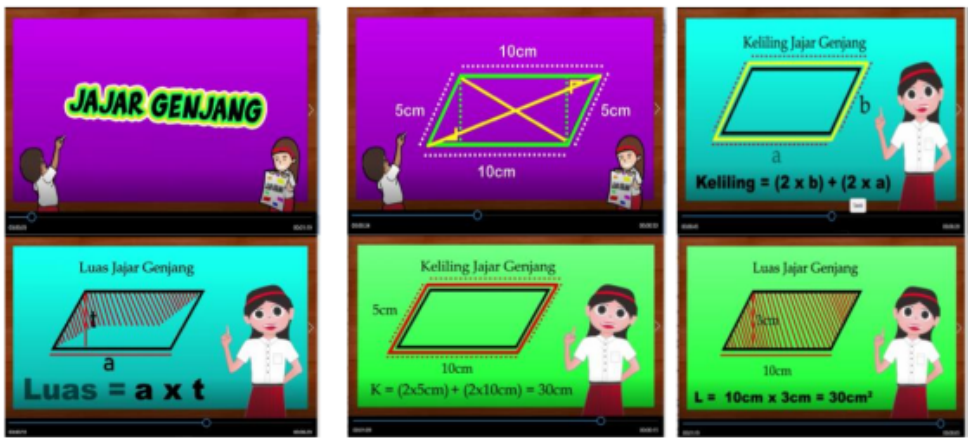 JAJAR GENJANG
10cm
5cm
5cm
10cm
Keliling Jajar Genjang
b
a
Keliling = (2 x b) + (2 x a)
Luas Jajar Genjang
t
a
Luas = a x t
Keliling Jajar Genjang
5cm
10cm
K = (2x5cm) + (2x10cm) = 30cm
Luas Jajar Genjang
3cm
10cm
L = 10cm x 3cm = 30cm²